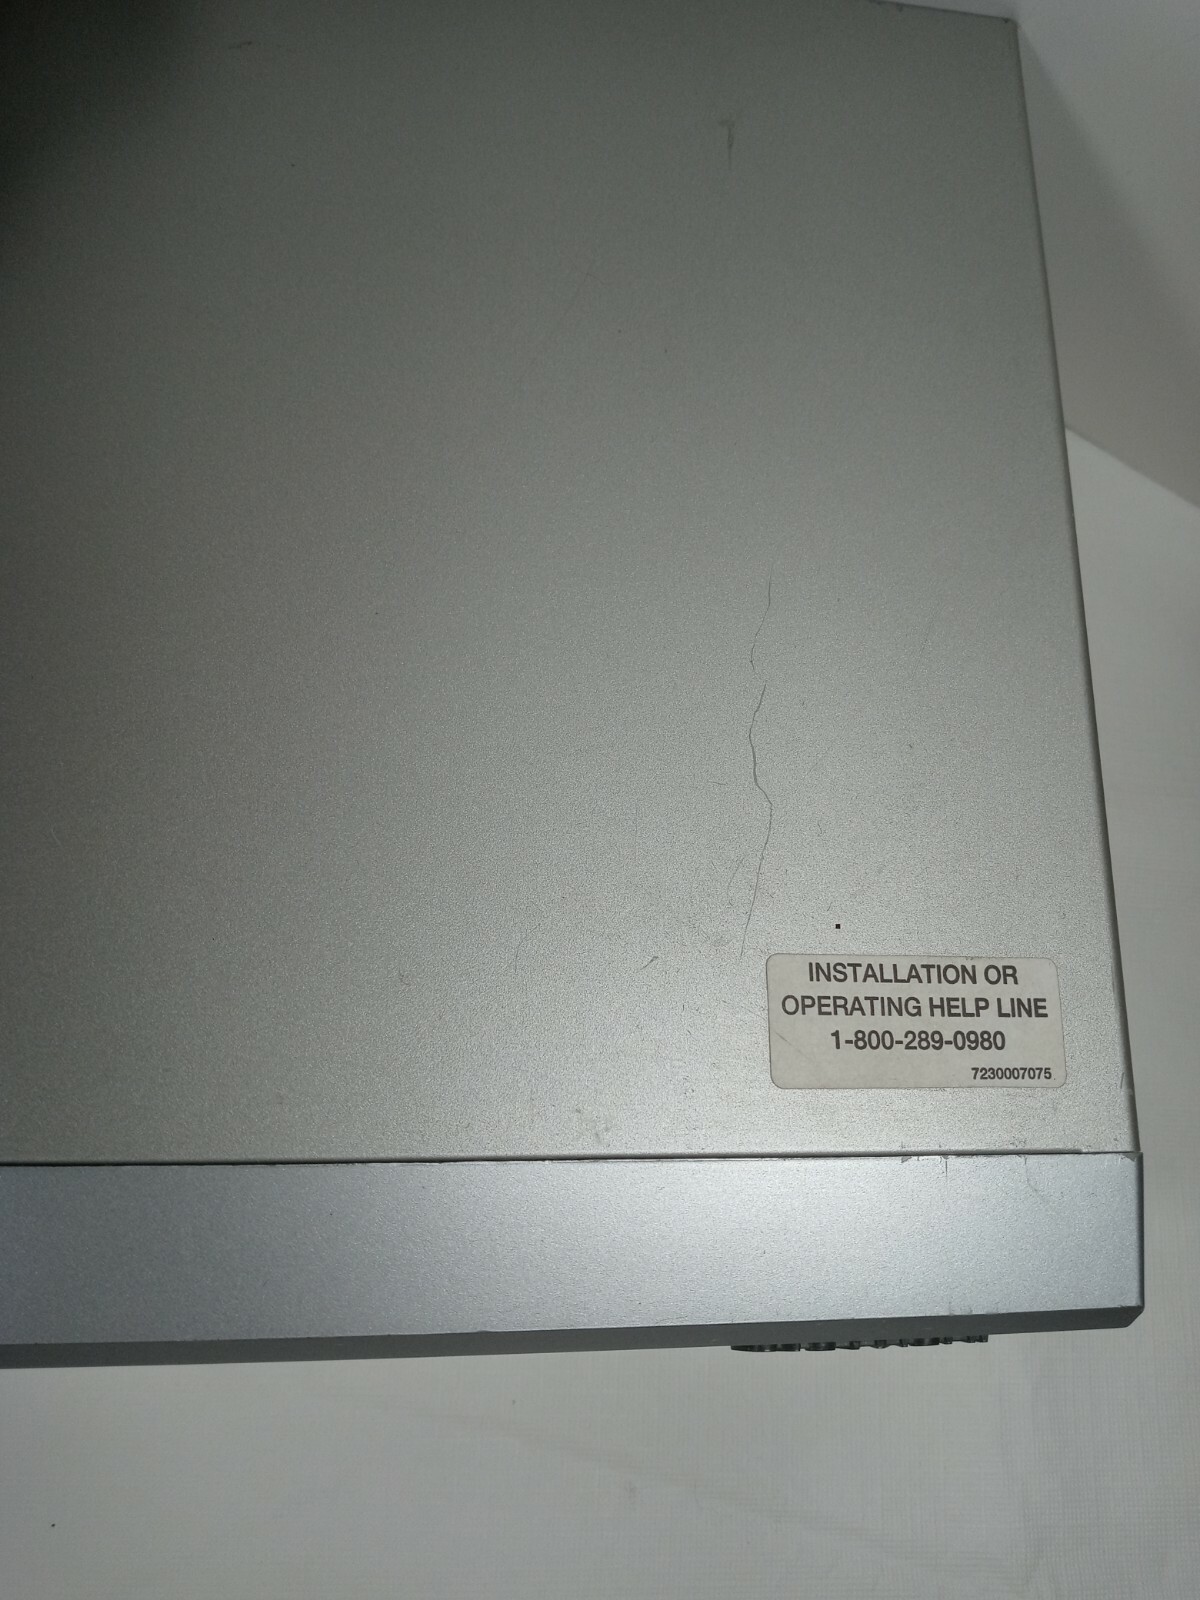 INSTALLATION OR
OPERATING HELP LINE
1-800-289-0980
7230007075